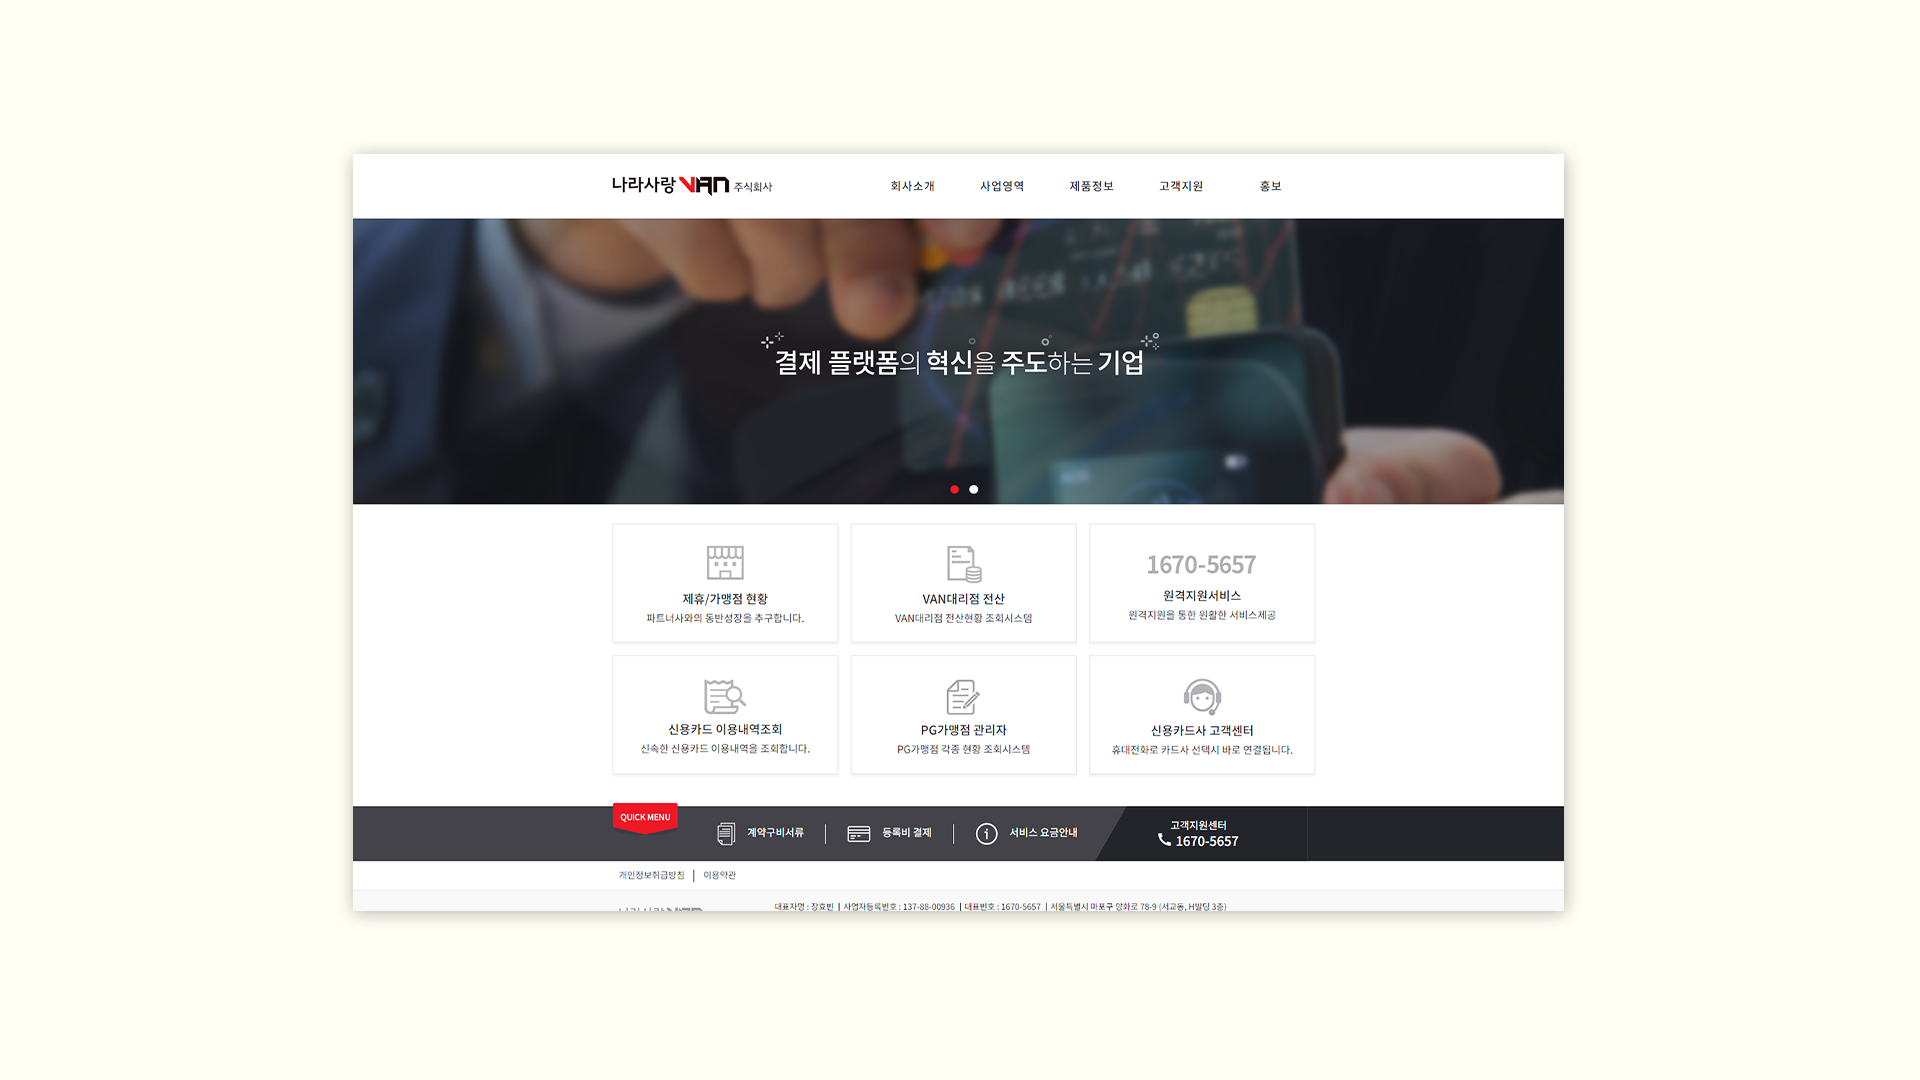 나라사랑 VAN 주식회사
회사소개 사업영역 제품정보 고객지원 홍보
결제 플랫폼의 혁신을 주도하는 기업
제휴/가맹점 현황
파트너사와의 동반성장을 추구합니다.
VAN대리점 전산
VAN대리점 전산현황 조회시스템
1670-5657
원격지원서비스
원격지원을 통한 원활한 서비스제공
신용카드 이용내역조회
신속한 신용카드 이용내역을 조회합니다.
PG가맹점 관리자
PG가맹점 각종 현황 조회시스템
신용카드사 고객센터
휴대전화로 카드사 선택시 바로 연결됩니다.
QUICK MENU
계약구비서류
등록비 결제
서비스 요금안내
고객지원센터
1670-5657
개인정보취급방침 | 이용약관
대표자명 : 장효빈 | 사업자등록번호 : 137-88-00936 | 대표번호 : 1670-5657 | 서울특별시 마포구 양화로 78-9 (서교동, H빌딩 3층)